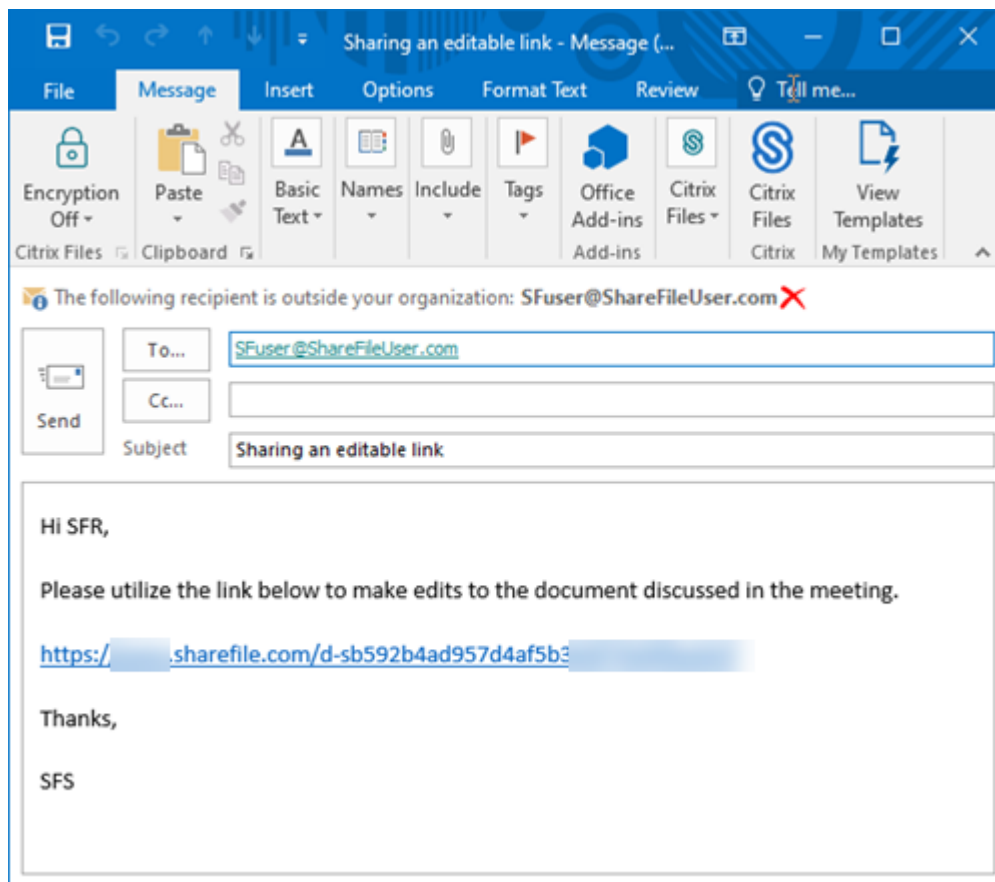 Sharing an editable link - Message (...
File Message Insert Options Format Text Review Tell me...
Encryption Off Paste Basic Text Names Include Tags Office Add-ins Citrix Files Citrix Files View Templates
Citrix Files Clipboard Add-ins Citrix My Templates
The following recipient is outside your organization: SFuser@ShareFileUser.com
To... SFuser@ShareFileUser.com
Cc...
Send
Subject Sharing an editable link
Hi SFR,
Please utilize the link below to make edits to the document discussed in the meeting.
https:/ .sharefile.com/d-sb592b4ad957d4af5b3
Thanks,
SFS